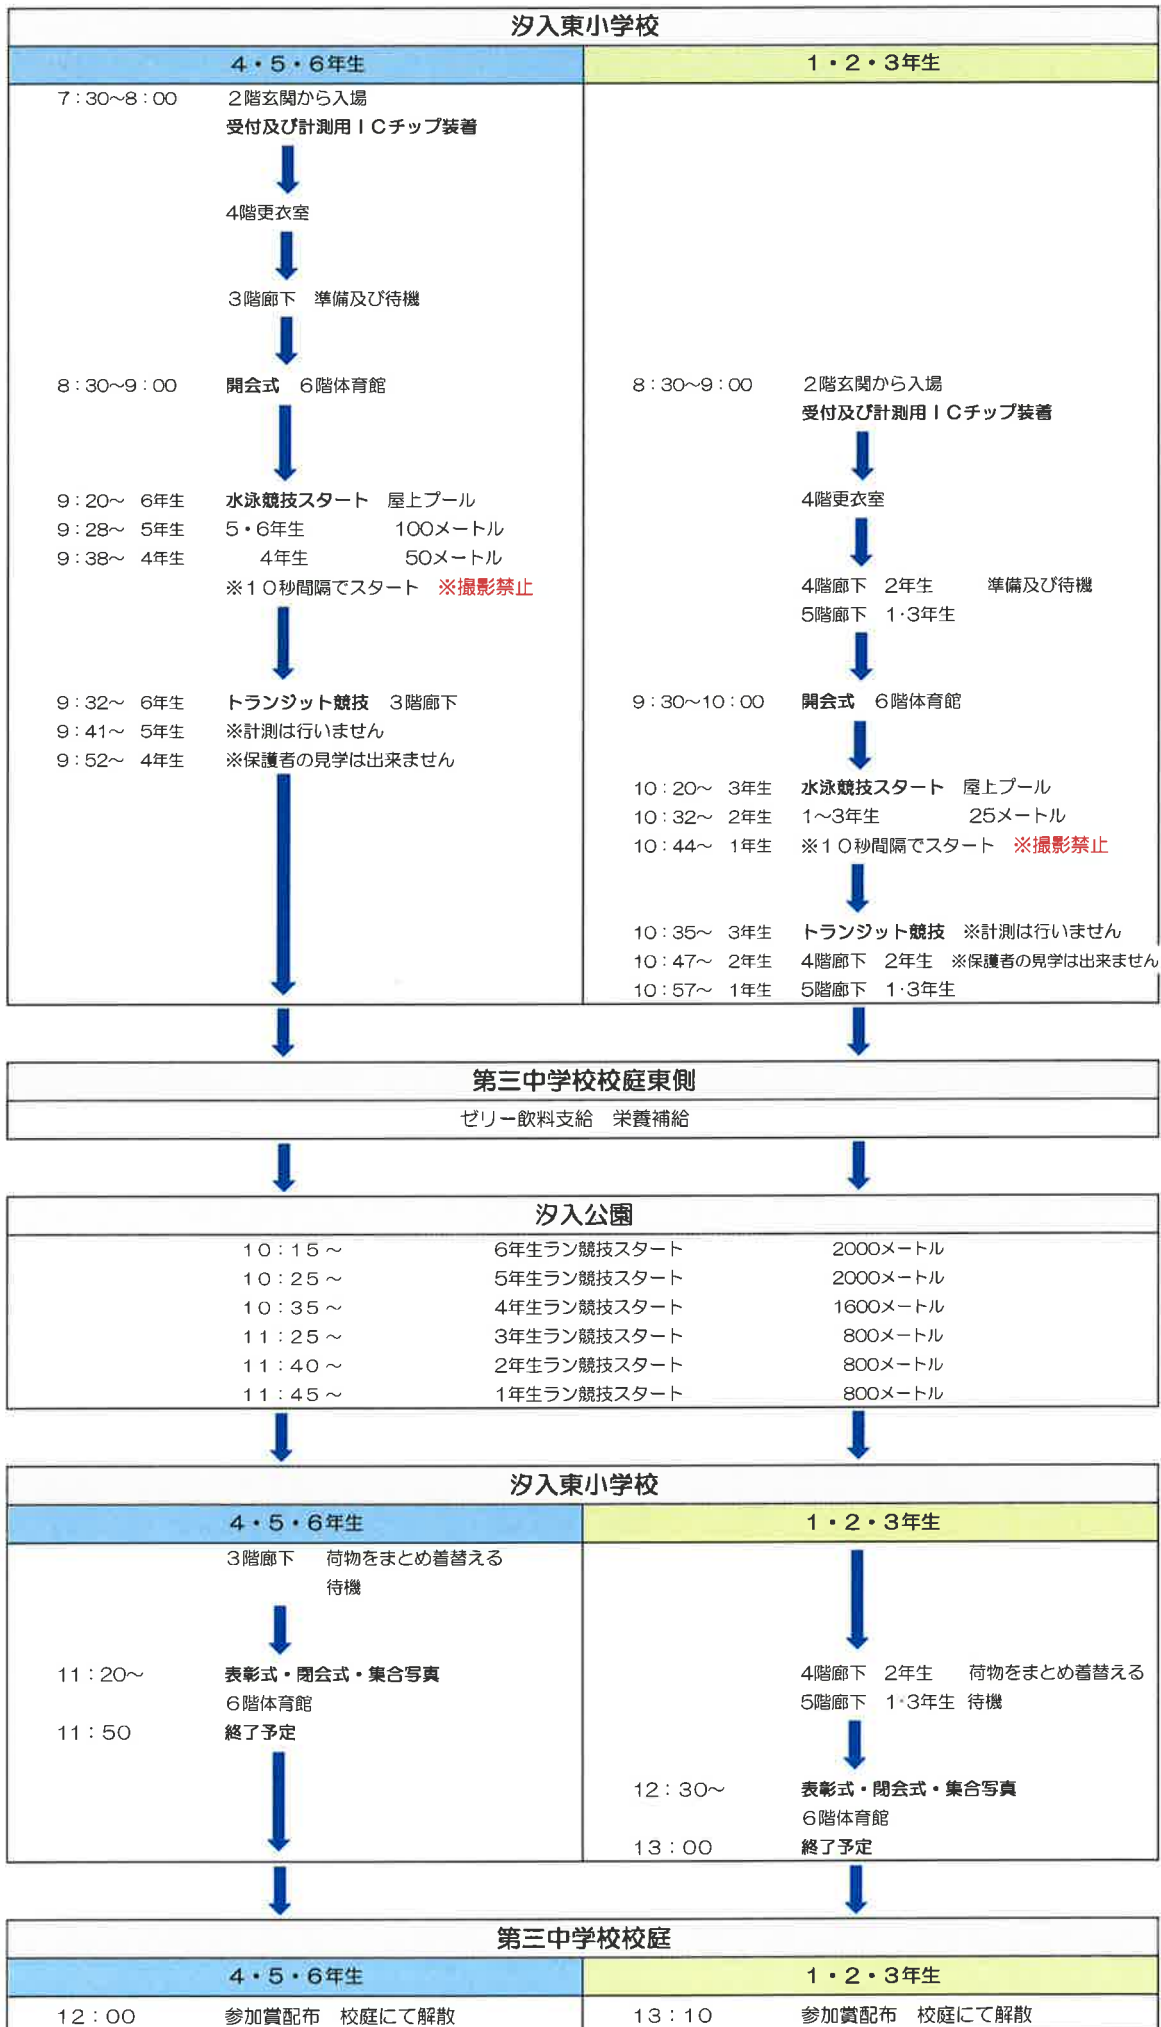 汐入東小学校
4・5・6年生
7：30～8：00　2階玄関から入場
受付及び計測用ＩＣチップ装着
4階更衣室
3階廊下　準備及び待機
8：30～9：00　開会式　6階体育館
9：20～　6年生　水泳競技スタート　屋上プール
9：28～　5年生　5・6年生　100メートル
9：38～　4年生　4年生　50メートル
※１０秒間隔でスタート　※撮影禁止
9：32～　6年生　トランジット競技　3階廊下
9：41～　5年生　※計測は行いません
9：52～　4年生　※保護者の見学は出来ません
1・2・3年生
8：30～9：00　2階玄関から入場
受付及び計測用ＩＣチップ装着
4階更衣室
4階廊下　2年生　準備及び待機
5階廊下　1・3年生
9：30～10：00　開会式　6階体育館
10：20～　3年生　水泳競技スタート　屋上プール
10：32～　2年生　1～3年生　25メートル
10：44～　1年生　※１０秒間隔でスタート　※撮影禁止
10：35～　3年生　トランジット競技　※計測は行いません
10：47～　2年生　4階廊下　2年生　※保護者の見学は出来ません
10：57～　1年生　5階廊下　1・3年生
第三中学校校庭東側
ゼリー飲料支給　栄養補給
汐入公園
10：15～　6年生ラン競技スタート　2000メートル
10：25～　5年生ラン競技スタート　2000メートル
10：35～　4年生ラン競技スタート　1600メートル
11：25～　3年生ラン競技スタート　800メートル
11：40～　2年生ラン競技スタート　800メートル
11：45～　1年生ラン競技スタート　800メートル
汐入東小学校
4・5・6年生
3階廊下　荷物をまとめ着替える
待機
11：20～　表彰式・閉会式・集合写真
6階体育館
11：50　終了予定
1・2・3年生
4階廊下　2年生　荷物をまとめ着替える
5階廊下　1・3年生　待機
12：30～　表彰式・閉会式・集合写真
6階体育館
13：00　終了予定
第三中学校校庭
4・5・6年生
12：00　参加賞配布　校庭にて解散
1・2・3年生
13：10　参加賞配布　校庭にて解散